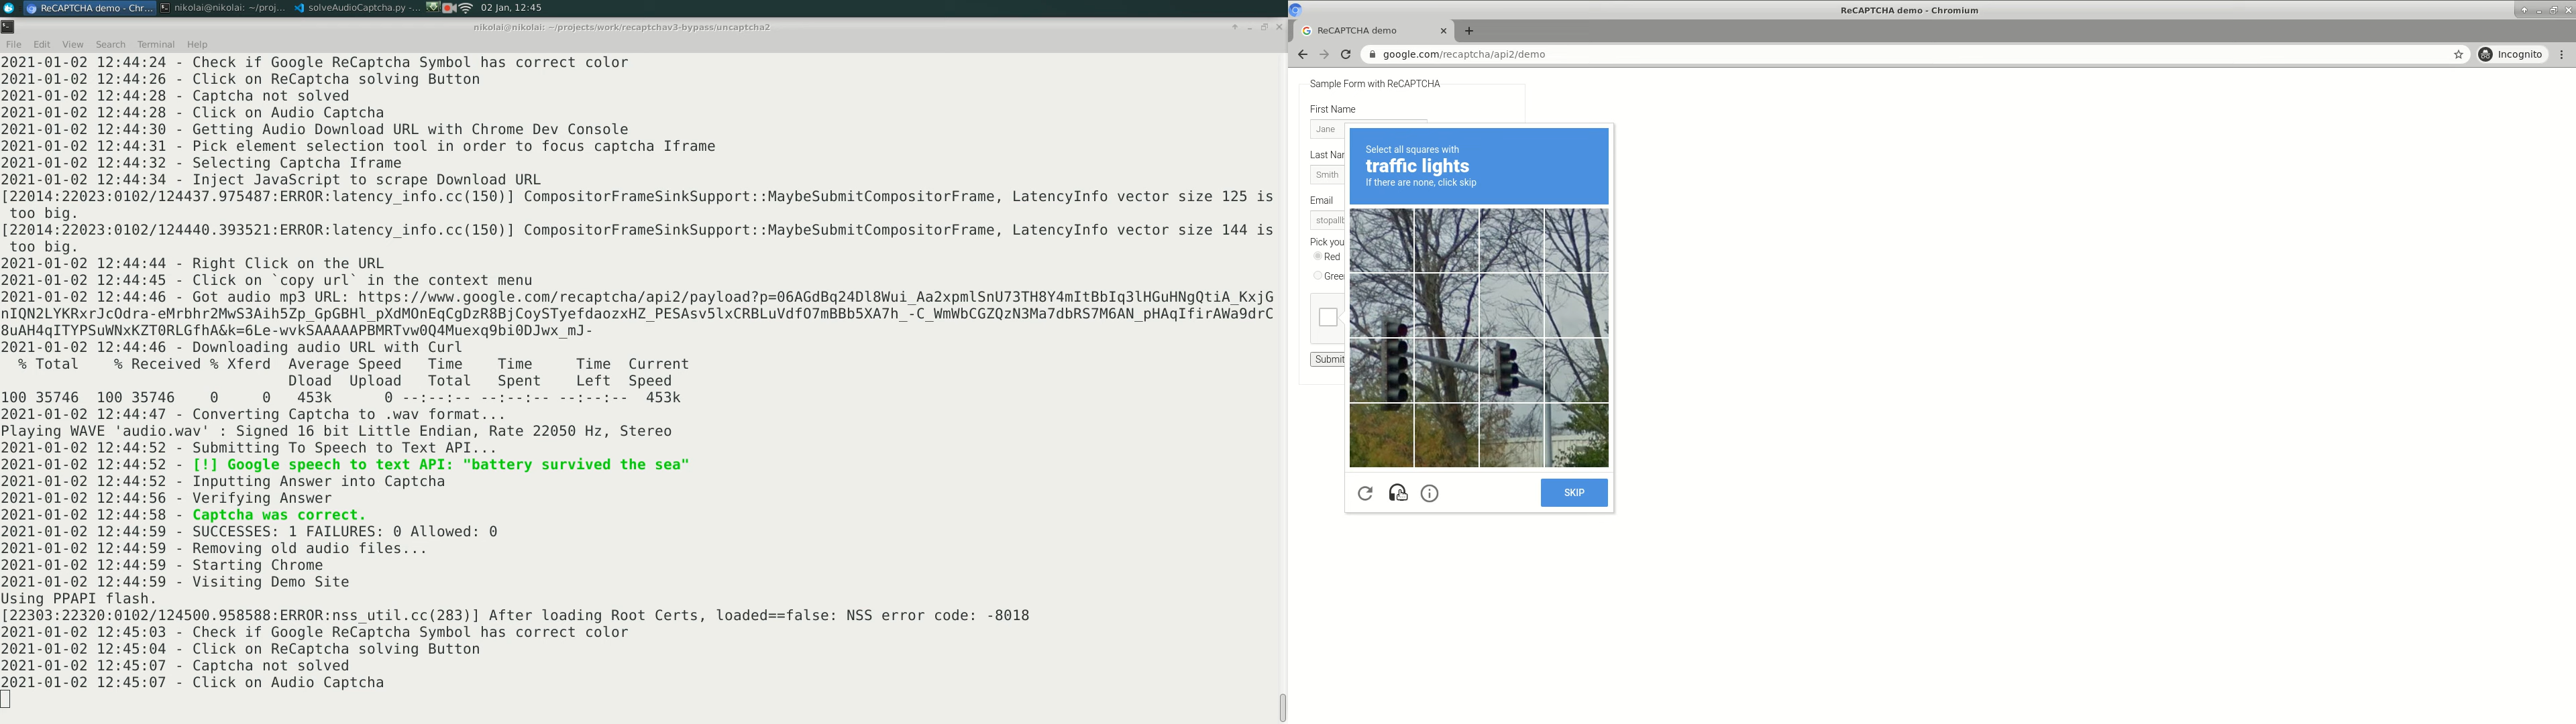 ReCAPTCHA demo - Chr...
nikolai@nikolai: ~/proj...
solveAudioCaptcha.py -...
02 Jan, 12:45
nikolai@nikolai: ~/projects/work/recaptchav3-bypass/uncaptcha2
File Edit View Search Terminal Help
2021-01-02 12:44:24 - Check if Google ReCaptcha Symbol has correct color
2021-01-02 12:44:26 - Click on ReCaptcha solving Button
2021-01-02 12:44:28 - Captcha not solved
2021-01-02 12:44:28 - Click on Audio Captcha
2021-01-02 12:44:30 - Getting Audio Download URL with Chrome Dev Console
2021-01-02 12:44:31 - Pick element selection tool in order to focus captcha Iframe
2021-01-02 12:44:32 - Selecting Captcha Iframe
2021-01-02 12:44:34 - Inject JavaScript to scrape Download URL
[22014:22023:0102/124437.975487:ERROR:latency_info.cc(150)] CompositorFrameSinkSupport::MaybeSubmitCompositorFrame, LatencyInfo vector size 125 is
too big.
[22014:22023:0102/124440.393521:ERROR:latency_info.cc(150)] CompositorFrameSinkSupport::MaybeSubmitCompositorFrame, LatencyInfo vector size 144 is
too big.
2021-01-02 12:44:44 - Right Click on the URL
2021-01-02 12:44:45 - Click on `copy url` in the context menu
2021-01-02 12:44:46 - Got audio mp3 URL: https://www.google.com/recaptcha/api2/payload?p=06AGdBq24Dl8Wui_Aa2xpmlSnU73TH8Y4mItBbIq3lHGuHNgQtiA_KxjG
nIQN2LYKRxrJcOdra-eMrbhr2MwS3Aih5Zp_GpGBHl_pXdMOnEqCgDzR8BjCoySTyefdaozxHZ_PESAsv5lxCRBLuVdfO7mBBb5XA7h_-C_WmWbCGZQzN3Ma7dbRS7M6AN_pHAqIfirAWa9drC
8uAH4qITYPSuWNxKZT0RLGfhA&k=6Le-wvkSAAAAAPBMRTvw0Q4Muexq9bi0DJwx_mJ-
2021-01-02 12:44:46 - Downloading audio URL with Curl
% Total % Received % Xferd Average Speed Time Time Time Current
Dload Upload Total Spent Left Speed
100 35746 100 35746 0 0 453k 0 --:--:-- --:--:-- --:--:-- 453k
2021-01-02 12:44:47 - Converting Captcha to .wav format...
Playing WAVE 'audio.wav' : Signed 16 bit Little Endian, Rate 22050 Hz, Stereo
2021-01-02 12:44:52 - Submitting To Speech to Text API...
2021-01-02 12:44:52 - [!] Google speech to text API: "battery survived the sea"
2021-01-02 12:44:52 - Inputting Answer into Captcha
2021-01-02 12:44:56 - Verifying Answer
2021-01-02 12:44:58 - Captcha was correct.
2021-01-02 12:44:59 - SUCCESSES: 1 FAILURES: 0 Allowed: 0
2021-01-02 12:44:59 - Removing old audio files...
2021-01-02 12:44:59 - Starting Chrome
2021-01-02 12:44:59 - Visiting Demo Site
Using PPAPI flash.
[22303:22320:0102/124500.958588:ERROR:nss_util.cc(283)] After loading Root Certs, loaded==false: NSS error code: -8018
2021-01-02 12:45:03 - Check if Google ReCaptcha Symbol has correct color
2021-01-02 12:45:04 - Click on ReCaptcha solving Button
2021-01-02 12:45:07 - Captcha not solved
2021-01-02 12:45:07 - Click on Audio Captcha
ReCAPTCHA demo - Chromium
ReCAPTCHA demo
google.com/recaptcha/api2/demo
Incognito
Sample Form with ReCAPTCHA
First Name
Jane
Last Nar
Smith
Email
stopallb
Pick you
Red
Gree
Submit
Select all squares with
traffic lights
If there are none, click skip
SKIP